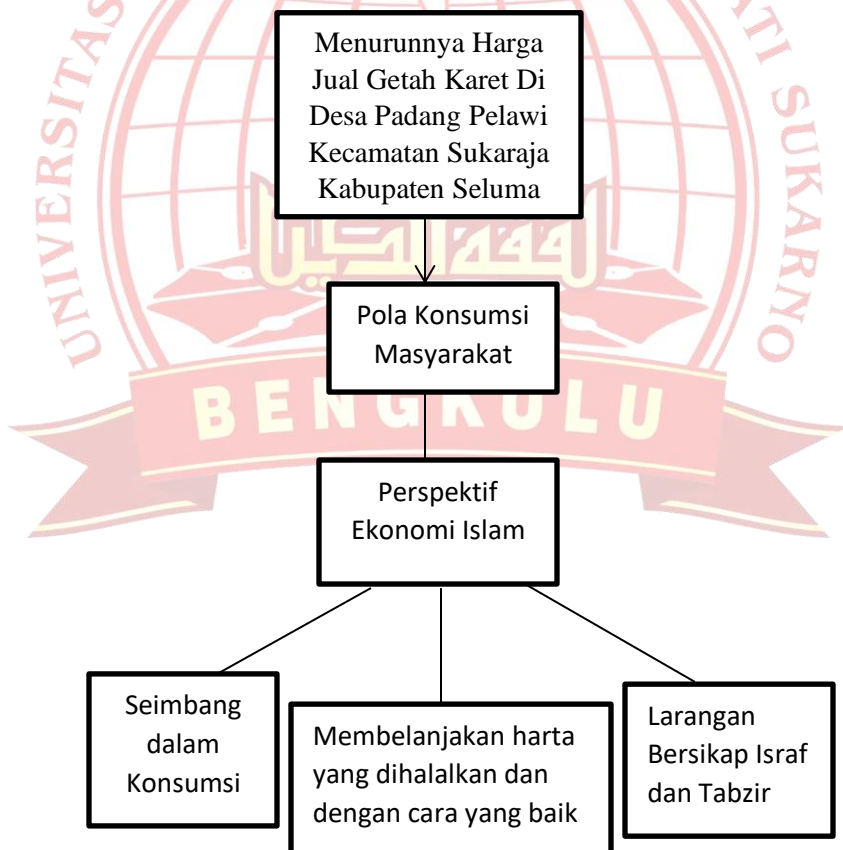 Menurunnya Harga
Jual Getah Karet Di
Desa Padang Pelawi
Kecamatan Sukaraja
Kabupaten Seluma
Pola Konsumsi
Masyarakat
Perspektif
Ekonomi Islam
Seimbang
dalam
Konsumsi
Membelanjakan harta
yang dihalalkan dan
dengan cara yang baik
Larangan
Bersikap Israf
dan Tabzir
UNIVERSITAS
ATI SUKARNO
BENGKULU